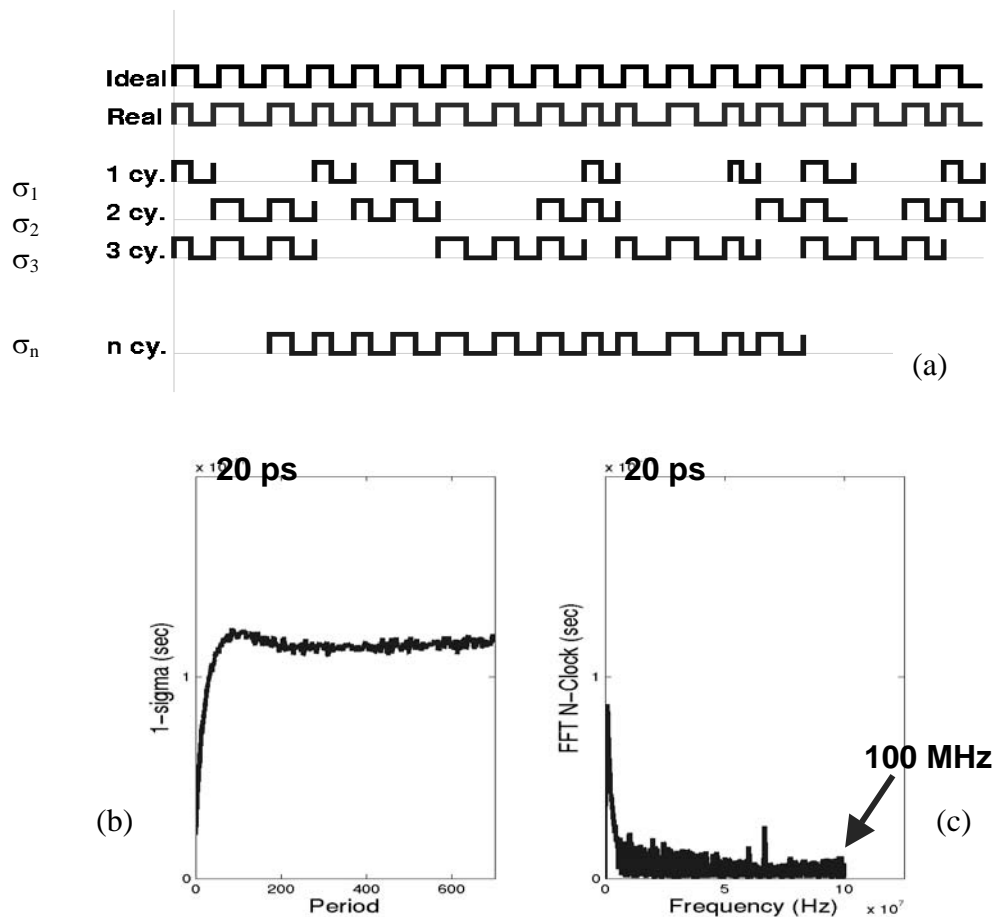 Ideal
Real
σ1 1 cy.
σ2 2 cy.
σ3 3 cy.
σn n cy.
(a)
20 ps
1-sigma (sec)
1
0
0 200 400 600
Period
(b)
20 ps
FFT N-Clock (sec)
1
0
0 5 10
Frequency (Hz) × 10^7
100 MHz
(c)